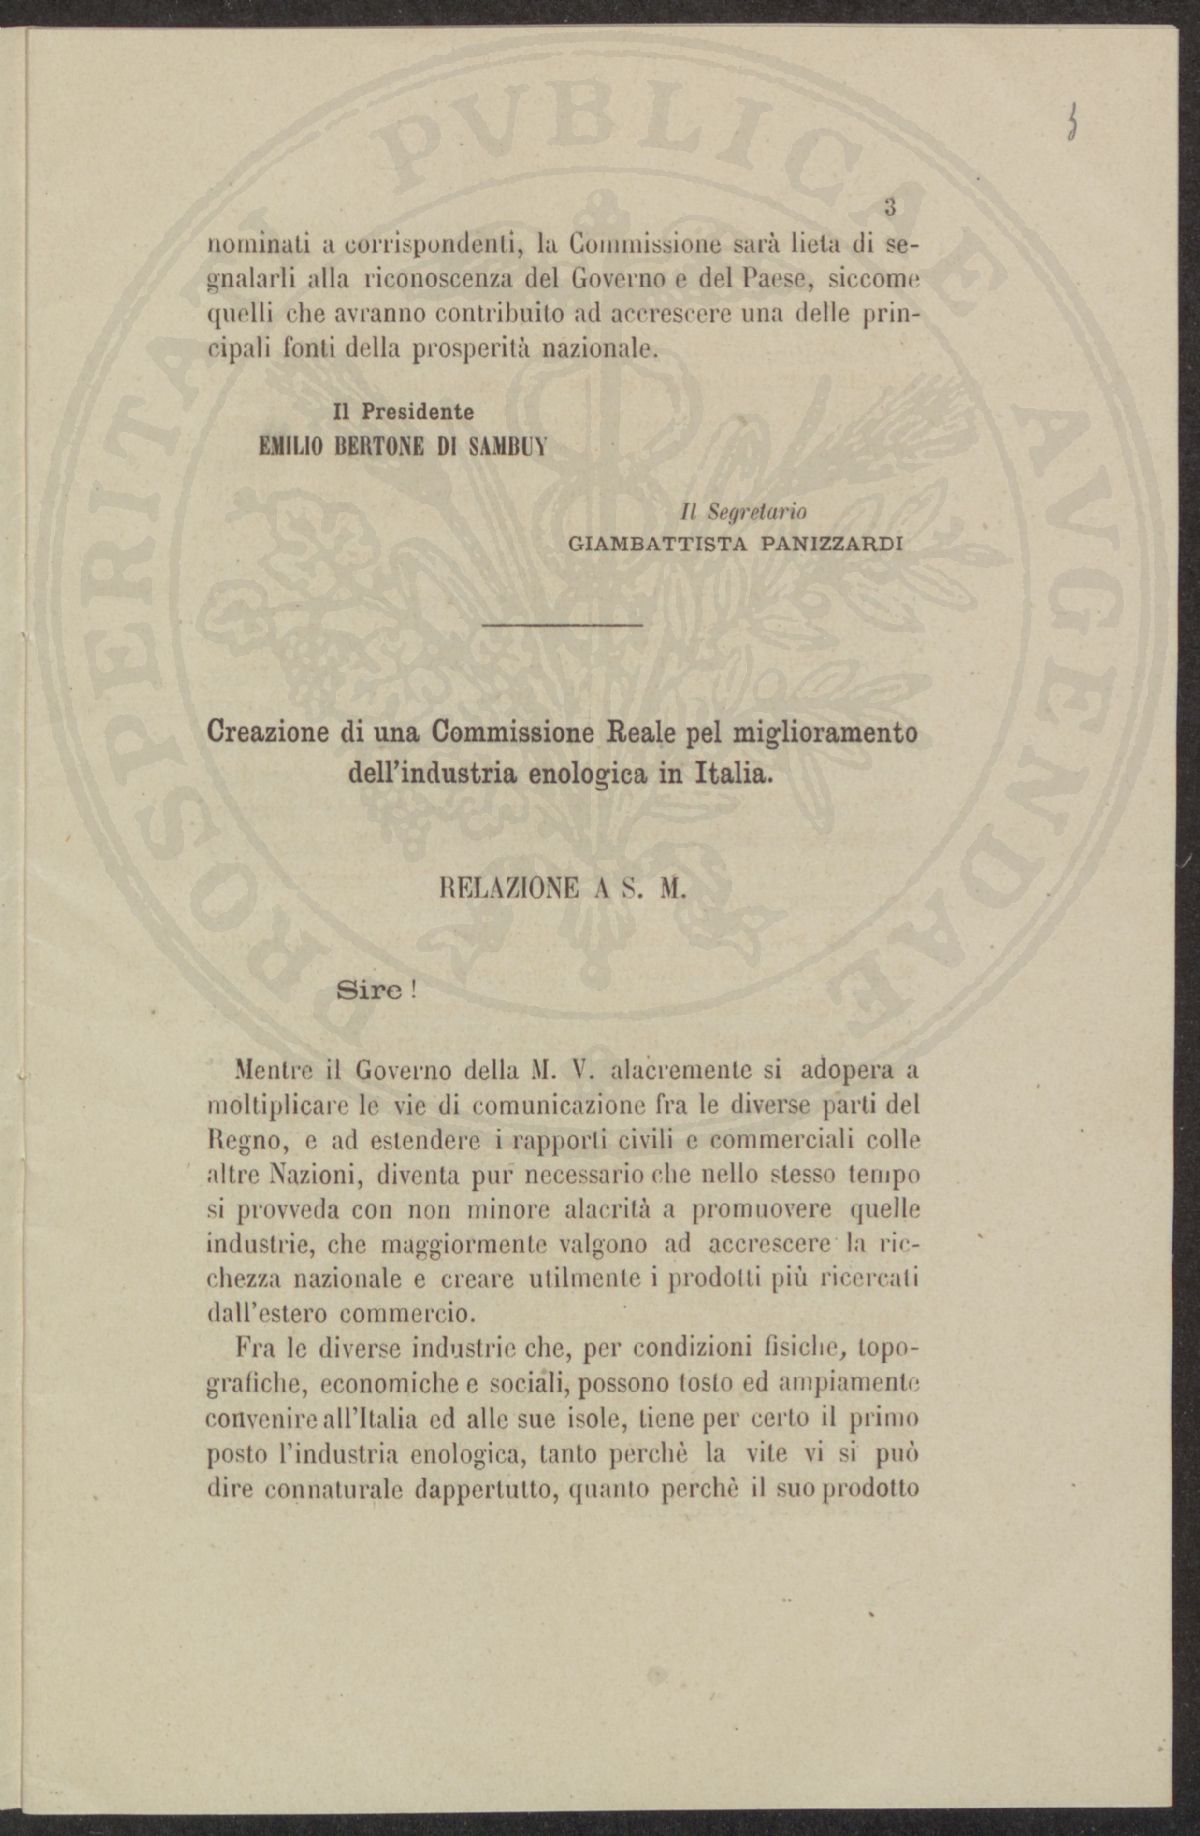 3
3
nominati a corrispondenti, la Commissione sarà lieta di se-
gnalarli alla riconoscenza del Governo e del Paese, siccome
quelli che avranno contribuito ad accrescere una delle prin-
cipali fonti della prosperità nazionale.
Il Presidente
EMILIO BERTONE DI SAMBUY
Il Segretario
GIAMBATTISTA PANIZZARDI
Creazione di una Commissione Reale pel miglioramento
dell'industria enologica in Italia.
RELAZIONE A S. M.
Sire !
Mentre il Governo della M. V. alacremente si adopera a
moltiplicare le vie di comunicazione fra le diverse parti del
Regno, e ad estendere i rapporti civili e commerciali colle
altre Nazioni, diventa pur necessario che nello stesso tempo
si provveda con non minore alacrità a promuovere quelle
industrie, che maggiormente valgono ad accrescere la ric-
chezza nazionale e creare utilmente i prodotti più ricercati
dall'estero commercio.
Fra le diverse industrie che, per condizioni fisiche, topo-
grafiche, economiche e sociali, possono tosto ed ampiamente
convenire all'Italia ed alle sue isole, tiene per certo il primo
posto l'industria enologica, tanto perchè la vite vi si può
dire connaturale dappertutto, quanto perchè il suo prodotto
PROSPERITATI PVBLICAE AVGENDAE